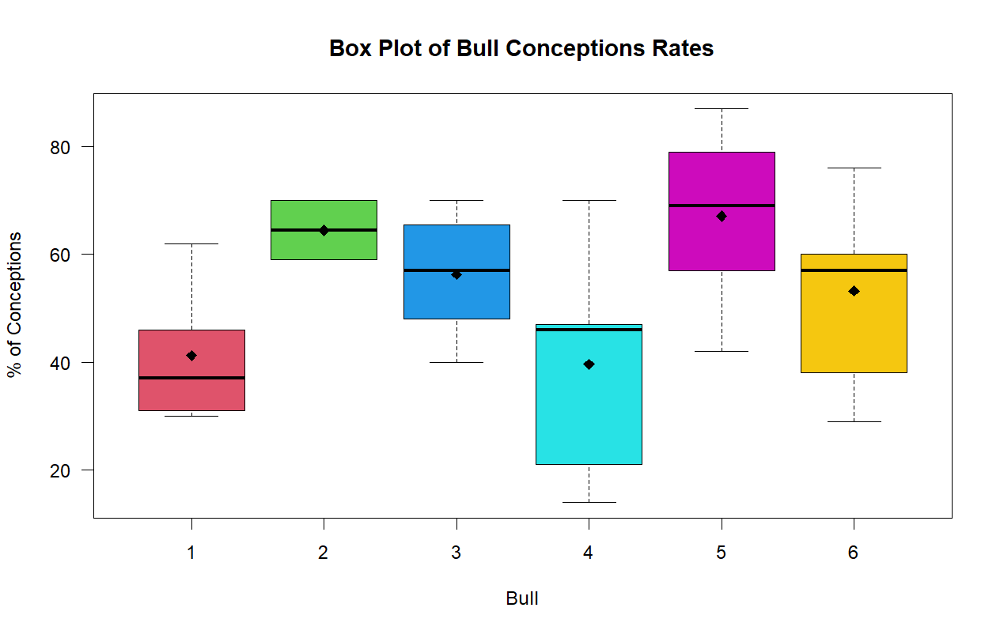 Box Plot of Bull Conceptions Rates
% of Conceptions
80
60
40
20
1 2 3 4 5 6
Bull